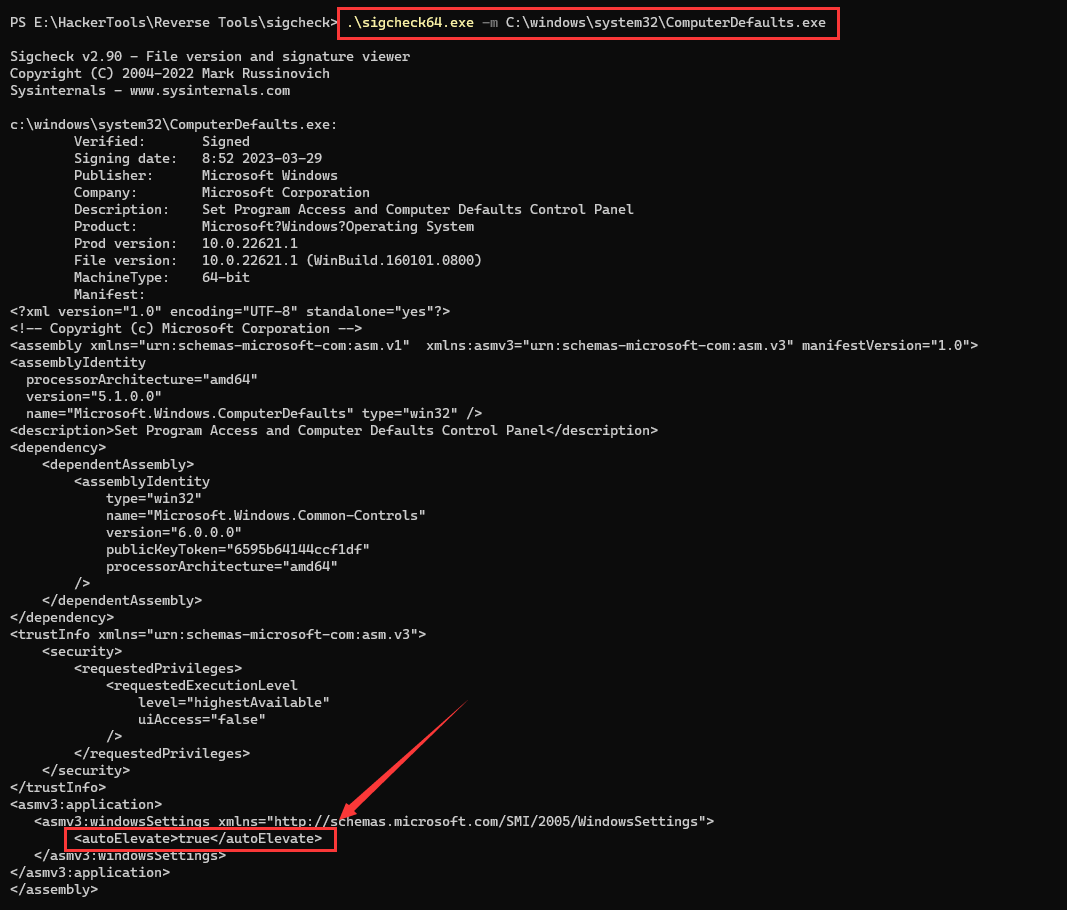 PS E:\HackerTools\Reverse Tools\sigcheck> .\sigcheck64.exe -m C:\windows\system32\ComputerDefaults.exe

Sigcheck v2.90 - File version and signature viewer
Copyright (C) 2004-2022 Mark Russinovich
Sysinternals - www.sysinternals.com

c:\windows\system32\ComputerDefaults.exe:
        Verified:       Signed
        Signing date:   8:52 2023-03-29
        Publisher:      Microsoft Windows
        Company:        Microsoft Corporation
        Description:    Set Program Access and Computer Defaults Control Panel
        Product:        Microsoft?Windows?Operating System
        Prod version:   10.0.22621.1
        File version:   10.0.22621.1 (WinBuild.160101.0800)
        MachineType:    64-bit
        Manifest:
<?xml version="1.0" encoding="UTF-8" standalone="yes"?>
<!-- Copyright (c) Microsoft Corporation -->
<assembly xmlns="urn:schemas-microsoft-com:asm.v1"  xmlns:asmv3="urn:schemas-microsoft-com:asm.v3" manifestVersion="1.0">
<assemblyIdentity
  processorArchitecture="amd64"
  version="5.1.0.0"
  name="Microsoft.Windows.ComputerDefaults" type="win32" />
<description>Set Program Access and Computer Defaults Control Panel</description>
<dependency>
    <dependentAssembly>
        <assemblyIdentity
            type="win32"
            name="Microsoft.Windows.Common-Controls"
            version="6.0.0.0"
            publicKeyToken="6595b64144ccf1df"
            processorArchitecture="amd64"
        />
    </dependentAssembly>
</dependency>
<trustInfo xmlns="urn:schemas-microsoft-com:asm.v3">
    <security>
        <requestedPrivileges>
            <requestedExecutionLevel
                level="highestAvailable"
                uiAccess="false"
            />
        </requestedPrivileges>
    </security>
</trustInfo>
<asmv3:application>
   <asmv3:windowsSettings xmlns="http://schemas.microsoft.com/SMI/2005/WindowsSettings">
        <autoElevate>true</autoElevate>
   </asmv3:windowsSettings>
</asmv3:application>
</assembly>